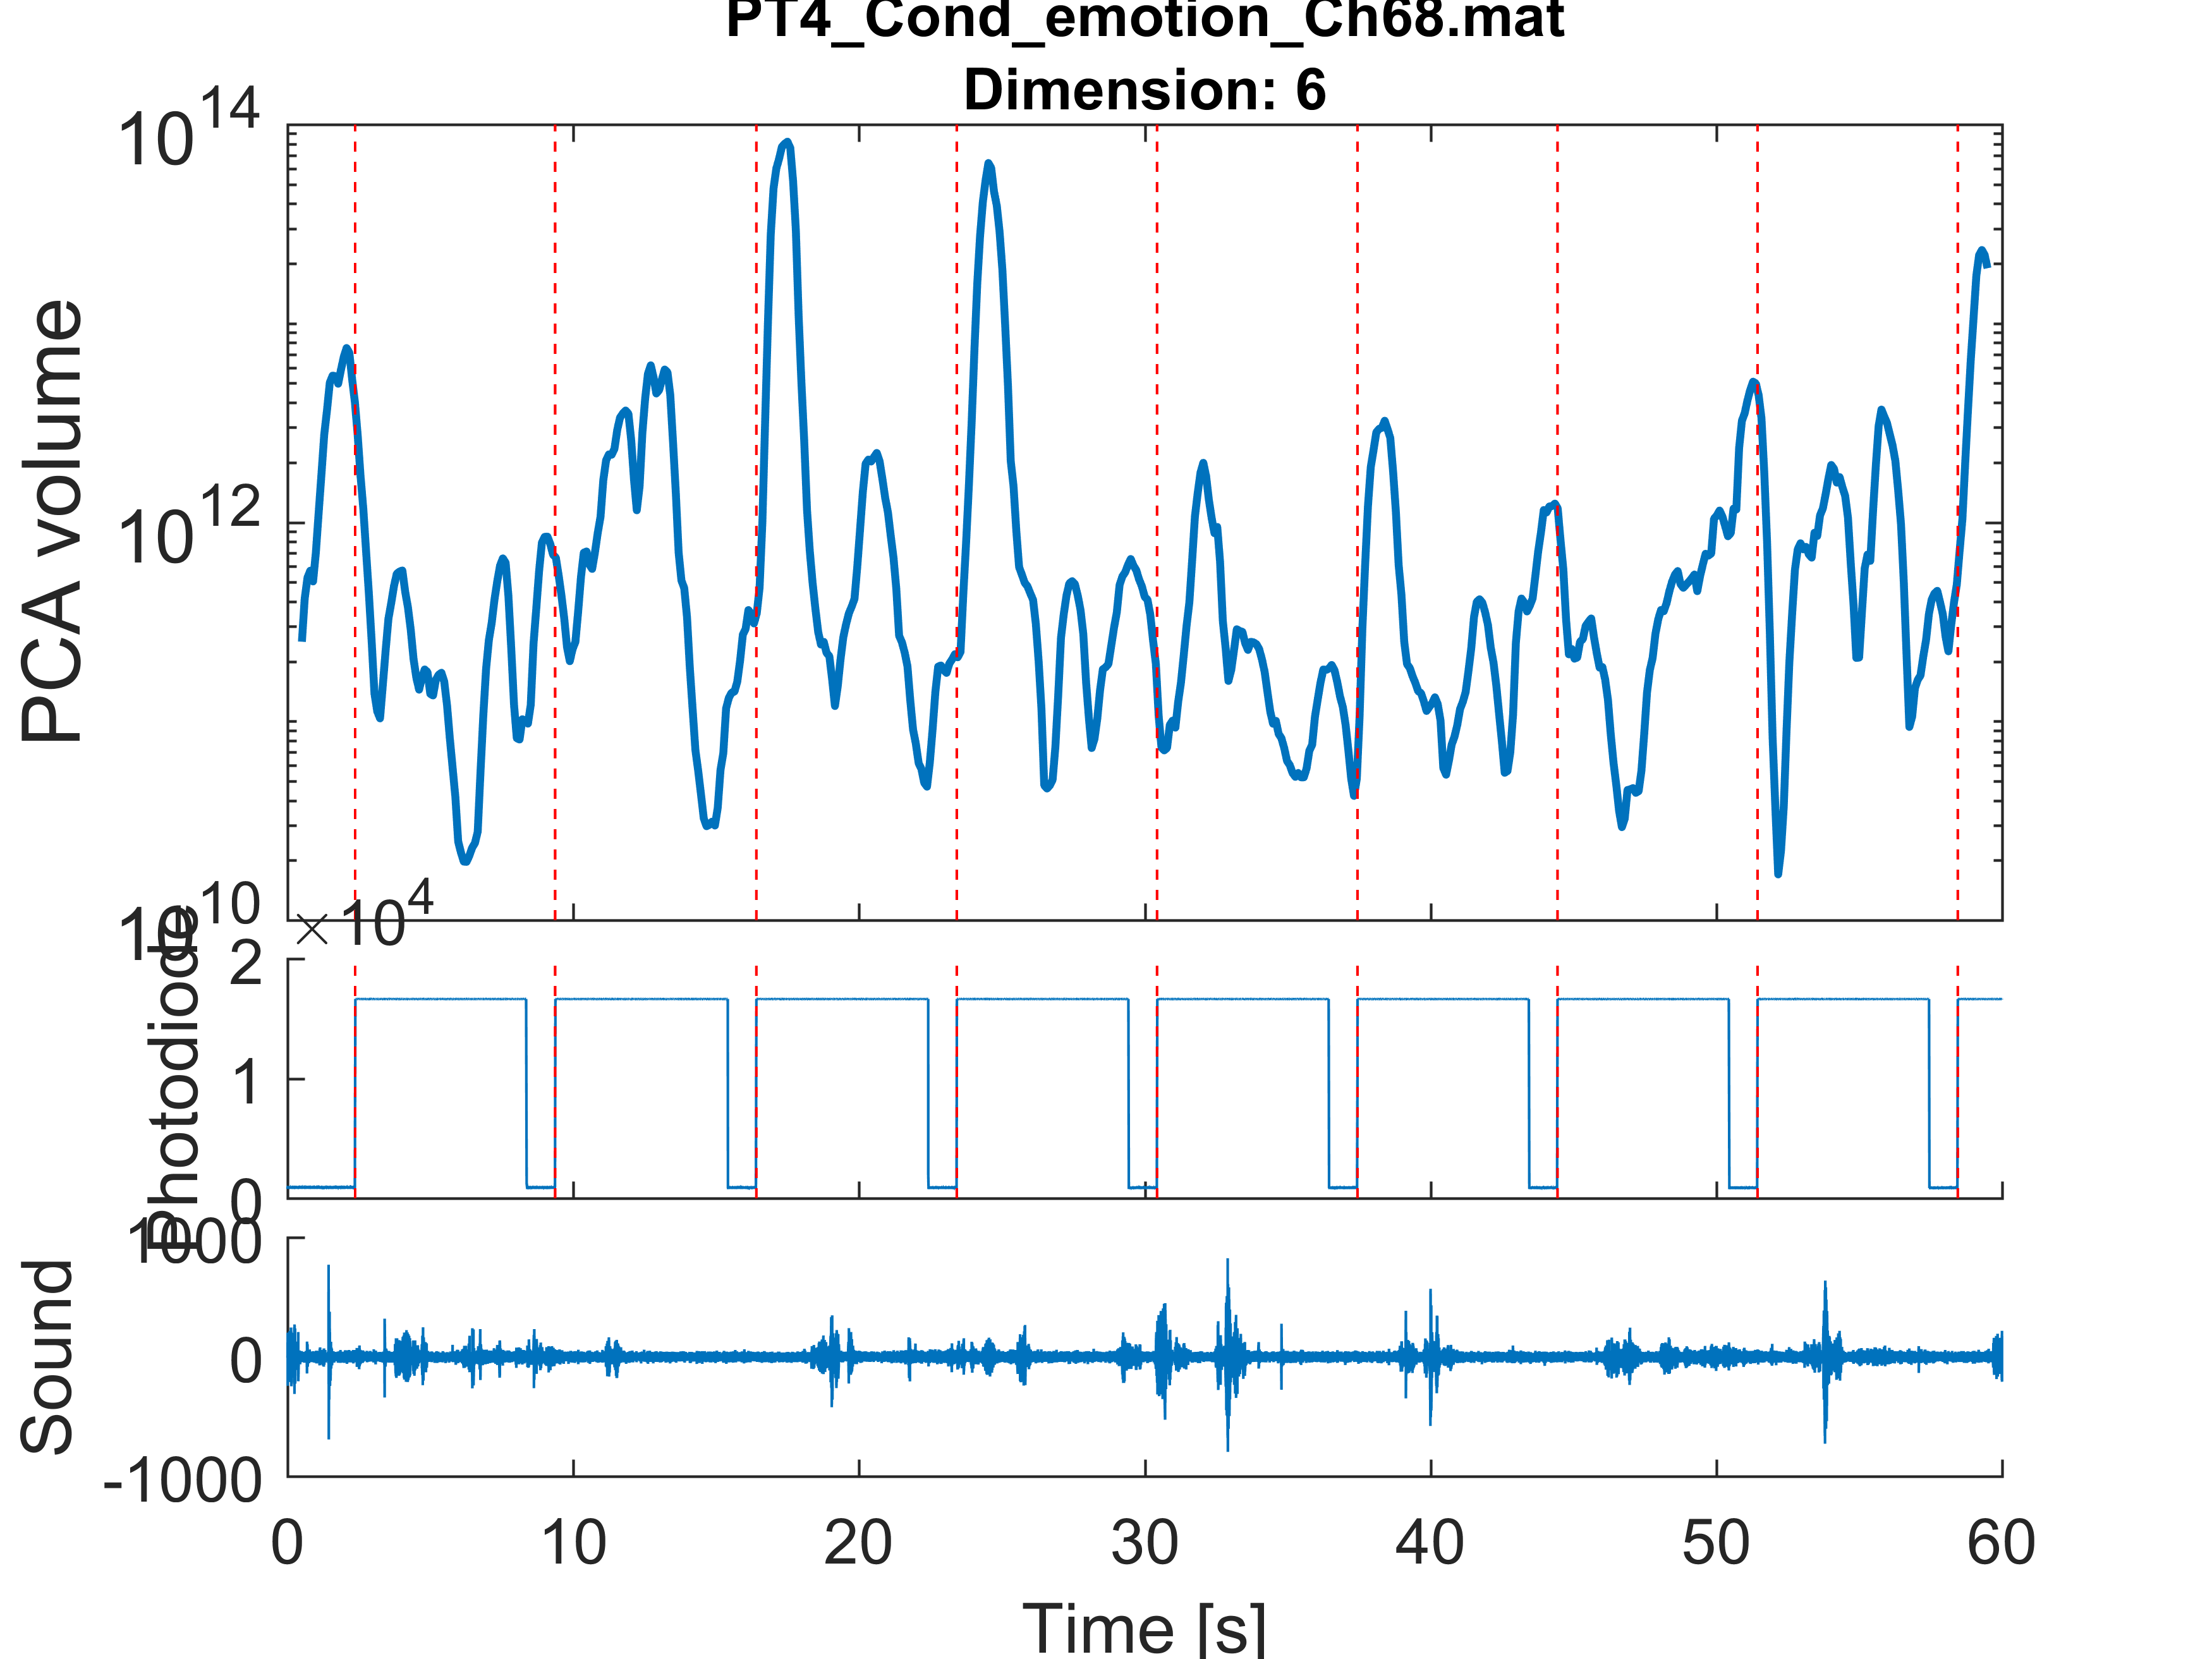 PT4_Cond_emotion_Ch68.mat
Dimension: 6
10^14
10^12
10^10
PCA volume
×10^4
2
1
0
Photodiode
1000
0
-1000
Sound
0 10 20 30 40 50 60
Time [s]